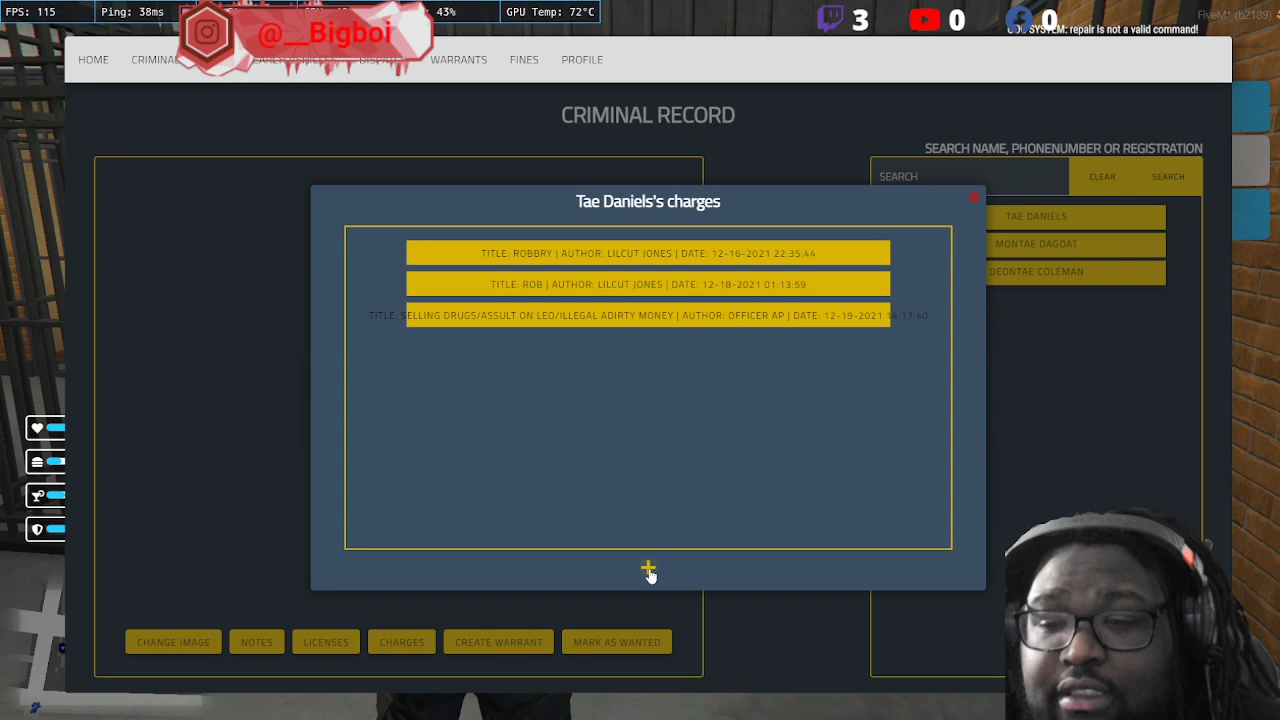 FPS: 115
Ping: 38ms
43%
GPU Temp: 72°C
@__Bigboi
3
0
0
FiveM* (b2189)
SYSTEM: repair is not a valid command!
HOME
CRIMINAL
WARRANTS
FINES
PROFILE
CRIMINAL RECORD
SEARCH NAME, PHONENUMBER OR REGISTRATION
SEARCH
CLEAR
SEARCH
TAE DANIELS
MONTAE DAGOAT
DEONTAE COLEMAN
Tae Daniels's charges
TITLE: ROBBRY | AUTHOR: LILCUT JONES | DATE: 12-16-2021 22:35:44
TITLE: ROB | AUTHOR: LILCUT JONES | DATE: 12-18-2021 01:13:59
TITLE: SELLING DRUGS/ASSULT ON LEO/ILLEGAL ADIRTY MONEY | AUTHOR: OFFICER AP | DATE: 12-19-2021 14:17:40
+
CHANGE IMAGE
NOTES
LICENSES
CHARGES
CREATE WARRANT
MARK AS WANTED